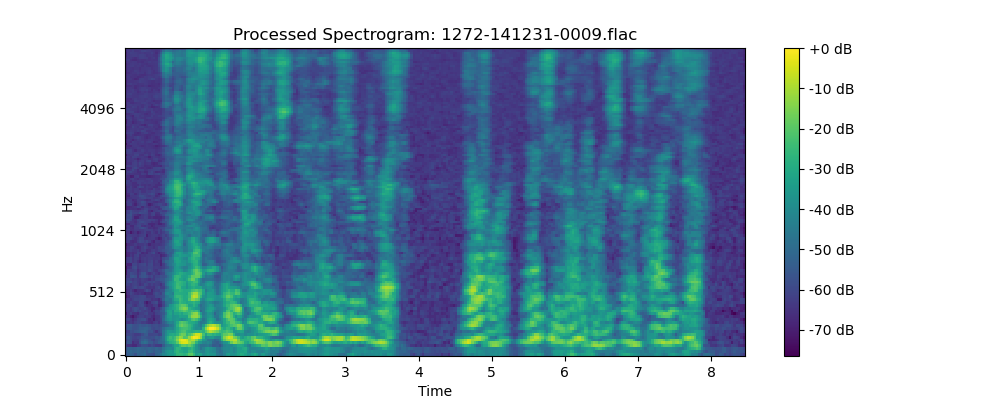 Processed Spectrogram: 1272-141231-0009.flac
Hz
4096
2048
1024
512
0
0 1 2 3 4 5 6 7 8
Time
+0 dB
-10 dB
-20 dB
-30 dB
-40 dB
-50 dB
-60 dB
-70 dB